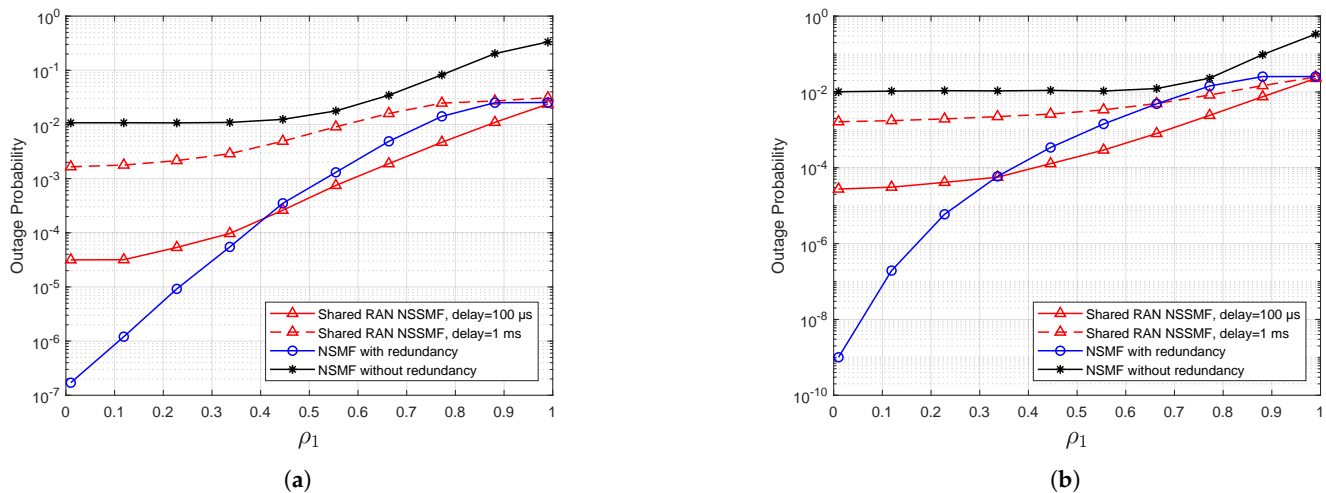 10^0
10^-1
10^-2
10^-3
10^-4
10^-5
10^-6
10^-7
Outage Probability
Shared RAN NSSMF, delay=100 µs
Shared RAN NSSMF, delay=1 ms
NSMF with redundancy
NSMF without redundancy
0 0.1 0.2 0.3 0.4 0.5 0.6 0.7 0.8 0.9 1
ρ₁
(a)
10^0
10^-2
10^-4
10^-6
10^-8
10^-10
Outage Probability
Shared RAN NSSMF, delay=100 µs
Shared RAN NSSMF, delay=1 ms
NSMF with redundancy
NSMF without redundancy
0 0.1 0.2 0.3 0.4 0.5 0.6 0.7 0.8 0.9 1
ρ₁
(b)